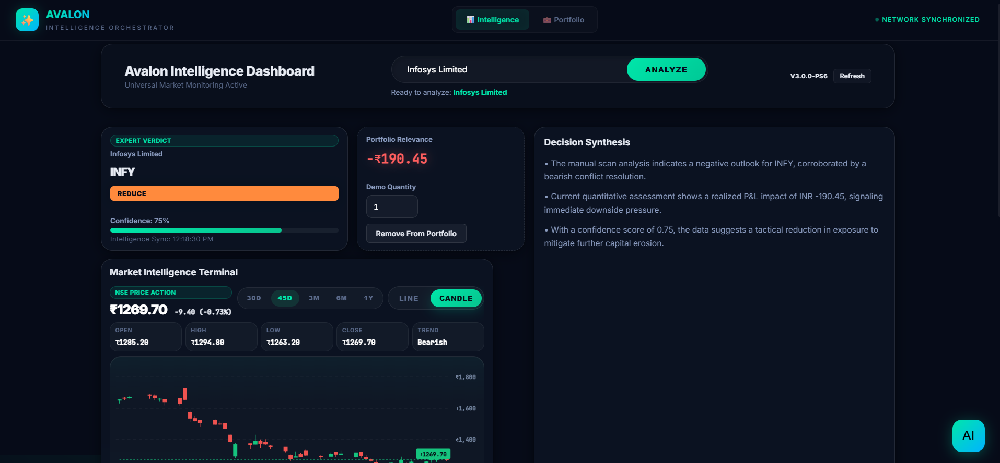 AVALON
INTELLIGENCE ORCHESTRATOR
Intelligence
Portfolio
NETWORK SYNCHRONIZED
Avalon Intelligence Dashboard
Universal Market Monitoring Active
Infosys Limited
ANALYZE
Ready to analyze: Infosys Limited
V3.0.0-PS6
Refresh
EXPERT VERDICT
Infosys Limited
INFY
REDUCE
Confidence: 75%
Intelligence Sync: 12:18:30 PM
Portfolio Relevance
-₹190.45
Demo Quantity
1
Remove From Portfolio
Decision Synthesis
• The manual scan analysis indicates a negative outlook for INFY, corroborated by a
bearish conflict resolution.
• Current quantitative assessment shows a realized P&L impact of INR -190.45, signaling
immediate downside pressure.
• With a confidence score of 0.75, the data suggests a tactical reduction in exposure to
mitigate further capital erosion.
Market Intelligence Terminal
NSE PRICE ACTION
₹1269.70 -9.40 (-0.73%)
30D 45D 3M 6M 1Y
LINE CANDLE
OPEN
₹1285.20
HIGH
₹1294.80
LOW
₹1263.20
CLOSE
₹1269.70
TREND
Bearish
₹1,800
₹1,600
₹1,400
₹1269.70
AI